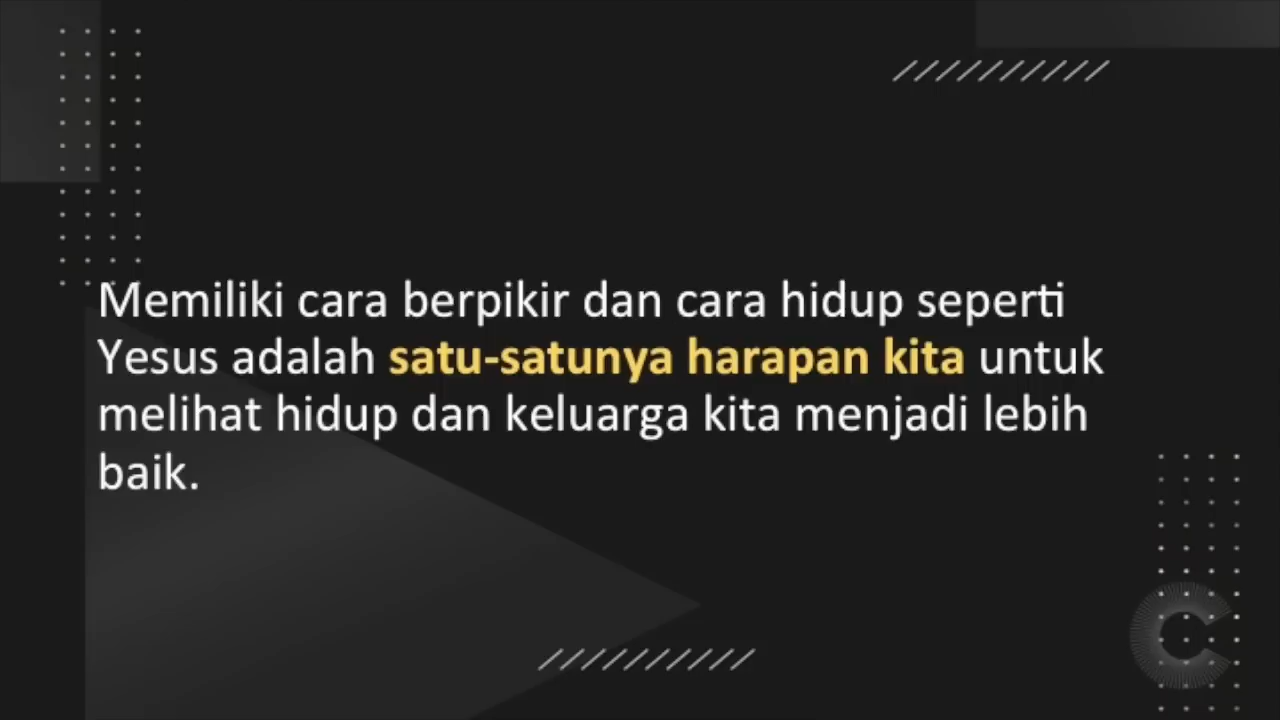 Memiliki cara berpikir dan cara hidup seperti
Yesus adalah satu-satunya harapan kita untuk
melihat hidup dan keluarga kita menjadi lebih
baik.